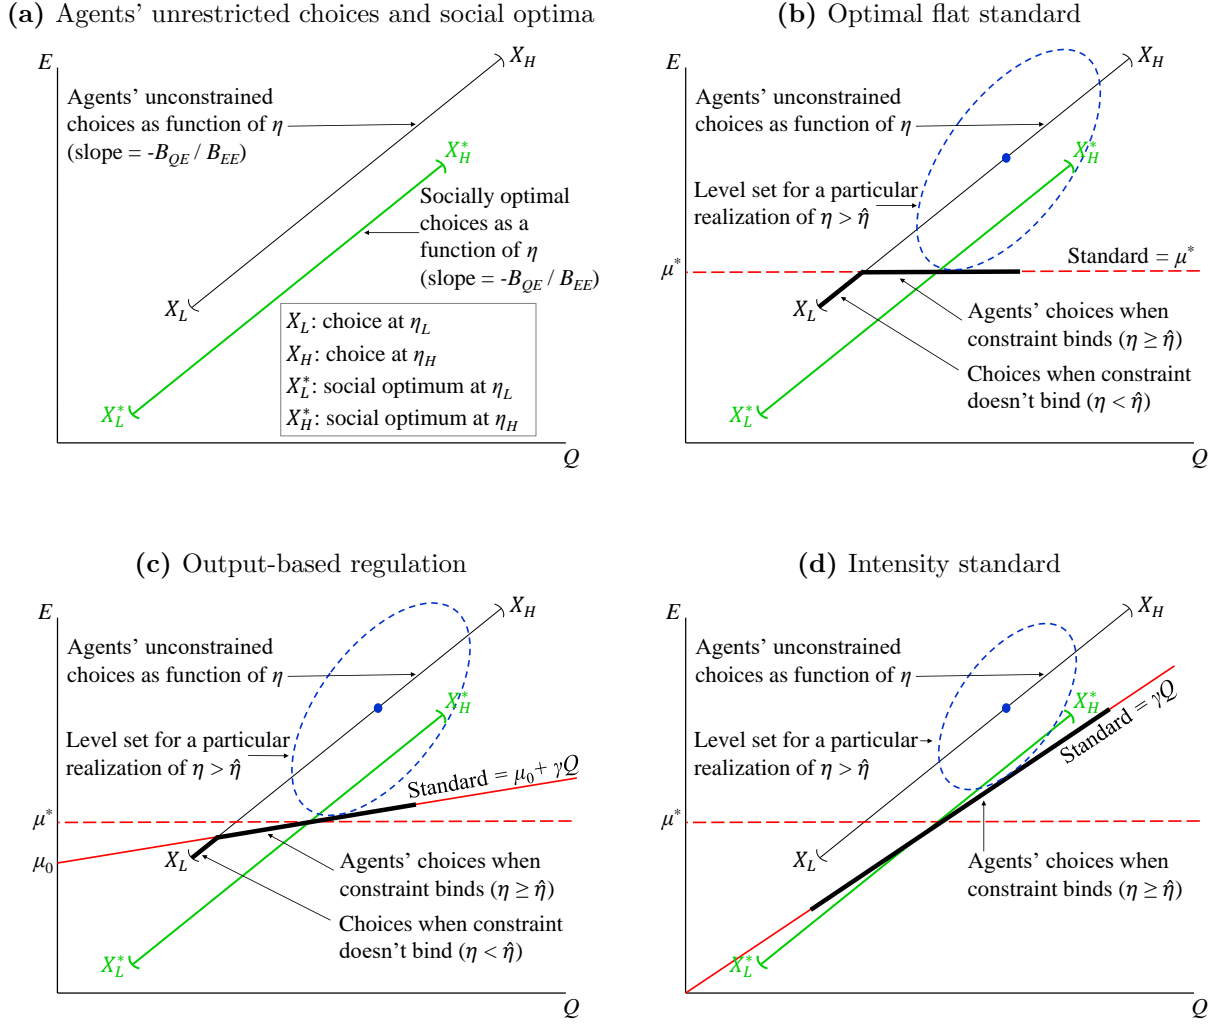 (a) Agents' unrestricted choices and social optima
E
X_H
Agents' unconstrained
choices as function of η
(slope = -B_QE / B_EE)
X*_H
Socially optimal
choices as a
function of η
(slope = -B_QE / B_EE)
X_L
X_L: choice at η_L
X_H: choice at η_H
X*_L: social optimum at η_L
X*_H: social optimum at η_H
X*_L
Q
(b) Optimal flat standard
E
X_H
Agents' unconstrained
choices as function of η
X*_H
Level set for a particular
realization of η > η̂
Standard = μ*
μ*
X_L
Agents' choices when
constraint binds (η ≥ η̂)
Choices when constraint
doesn't bind (η < η̂)
X*_L
Q
(c) Output-based regulation
E
X_H
Agents' unconstrained
choices as function of η
X*_H
Level set for a particular
realization of η > η̂
Standard = μ₀ + γQ
μ*
μ₀
X_L
Agents' choices when
constraint binds (η ≥ η̂)
Choices when constraint
doesn't bind (η < η̂)
X*_L
Q
(d) Intensity standard
E
X_H
Agents' unconstrained
choices as function of η
X*_H
Level set for a particular
realization of η > η̂
Standard = γQ
μ*
X_L
Agents' choices when
constraint binds (η ≥ η̂)
X*_L
Q